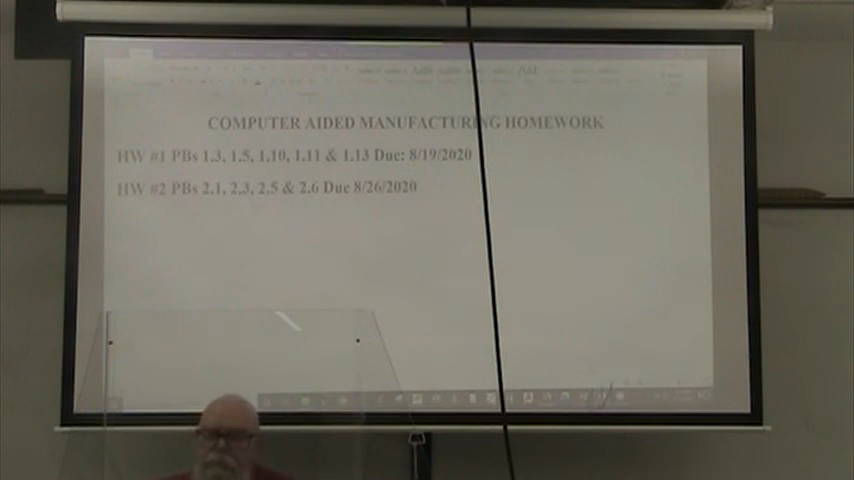 COMPUTER AIDED MANUFACTURING HOMEWORK
HW #1 PBs 1.3, 1.5, 1.10, 1.11 & 1.13 Due: 8/19/2020
HW #2 PBs 2.1, 2.3, 2.5 & 2.6 Due 8/26/2020